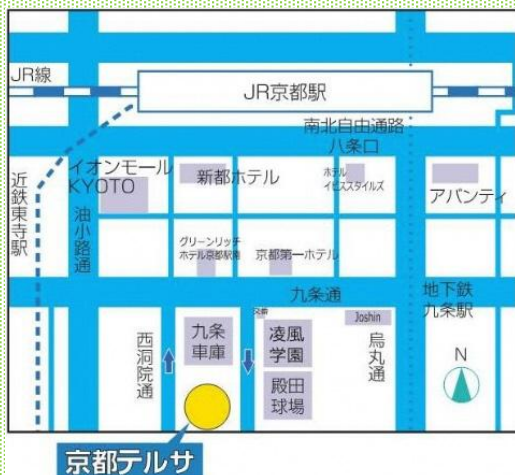 JR線
JR京都駅
南北自由通路
八条口
イオンモール
KYOTO
新都ホテル
ホテル
イビススタイルズ
アバンティ
近鉄東寺駅
油小路通
グリーンリッチ
ホテル京都駅南
京都第一ホテル
九条通
地下鉄
九条駅
西洞院通
九条
車庫
交番
凌風
学園
Joshin
烏丸通
殿田
球場
N
京都テルサ